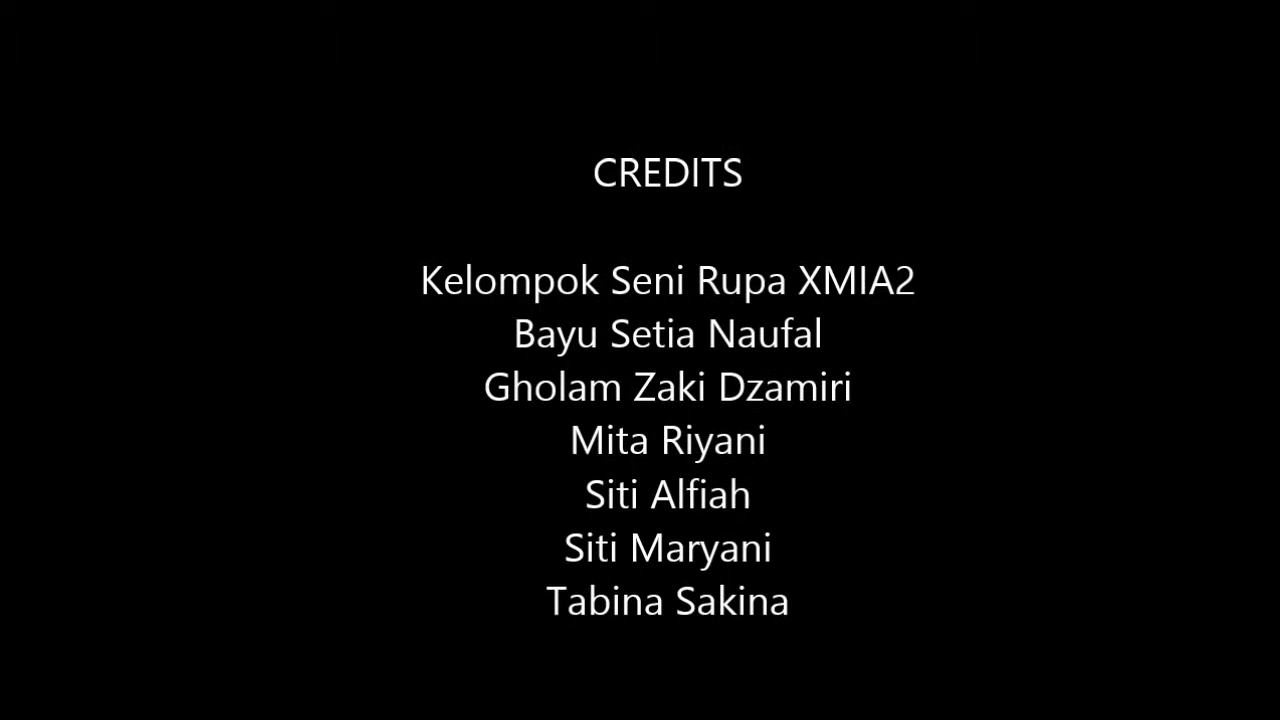 CREDITS
Kelompok Seni Rupa XMIA2
Bayu Setia Naufal
Gholam Zaki Dzamiri
Mita Riyani
Siti Alfiah
Siti Maryani
Tabina Sakina